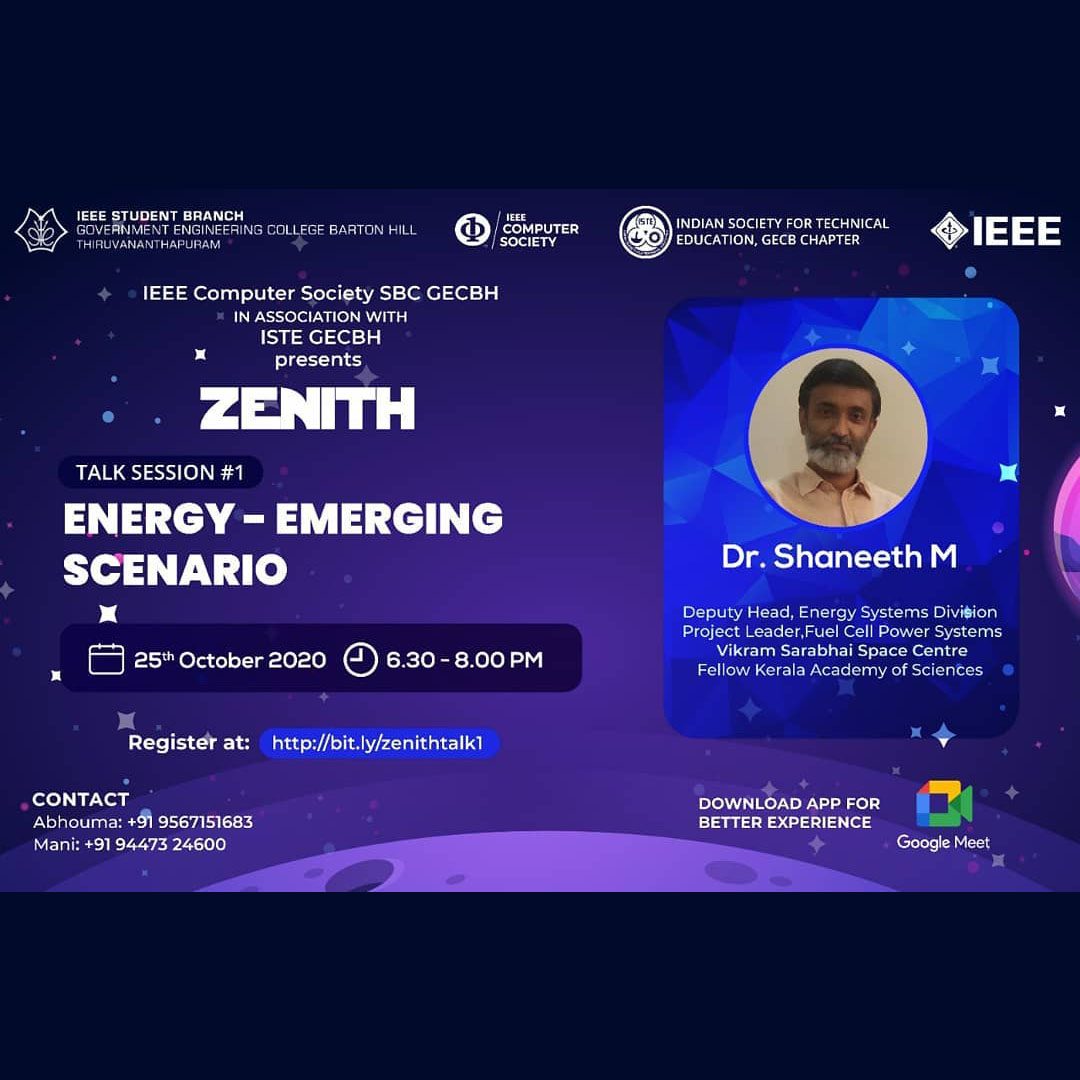 IEEE STUDENT BRANCH
GOVERNMENT ENGINEERING COLLEGE BARTON HILL
THIRUVANANTHAPURAM
IEEE
COMPUTER
SOCIETY
ISTE
INDIAN SOCIETY FOR TECHNICAL
EDUCATION, GECB CHAPTER
IEEE
IEEE Computer Society SBC GECBH
IN ASSOCIATION WITH
ISTE GECBH
presents
ZENITH
TALK SESSION #1
ENERGY – EMERGING
SCENARIO
25th October 2020 6.30 - 8.00 PM
Register at: http://bit.ly/zenithtalk1
CONTACT
Abhouma: +91 9567151683
Mani: +91 94473 24600
Dr. Shaneeth M
Deputy Head, Energy Systems Division
Project Leader,Fuel Cell Power Systems
Vikram Sarabhai Space Centre
Fellow Kerala Academy of Sciences
DOWNLOAD APP FOR
BETTER EXPERIENCE
Google Meet